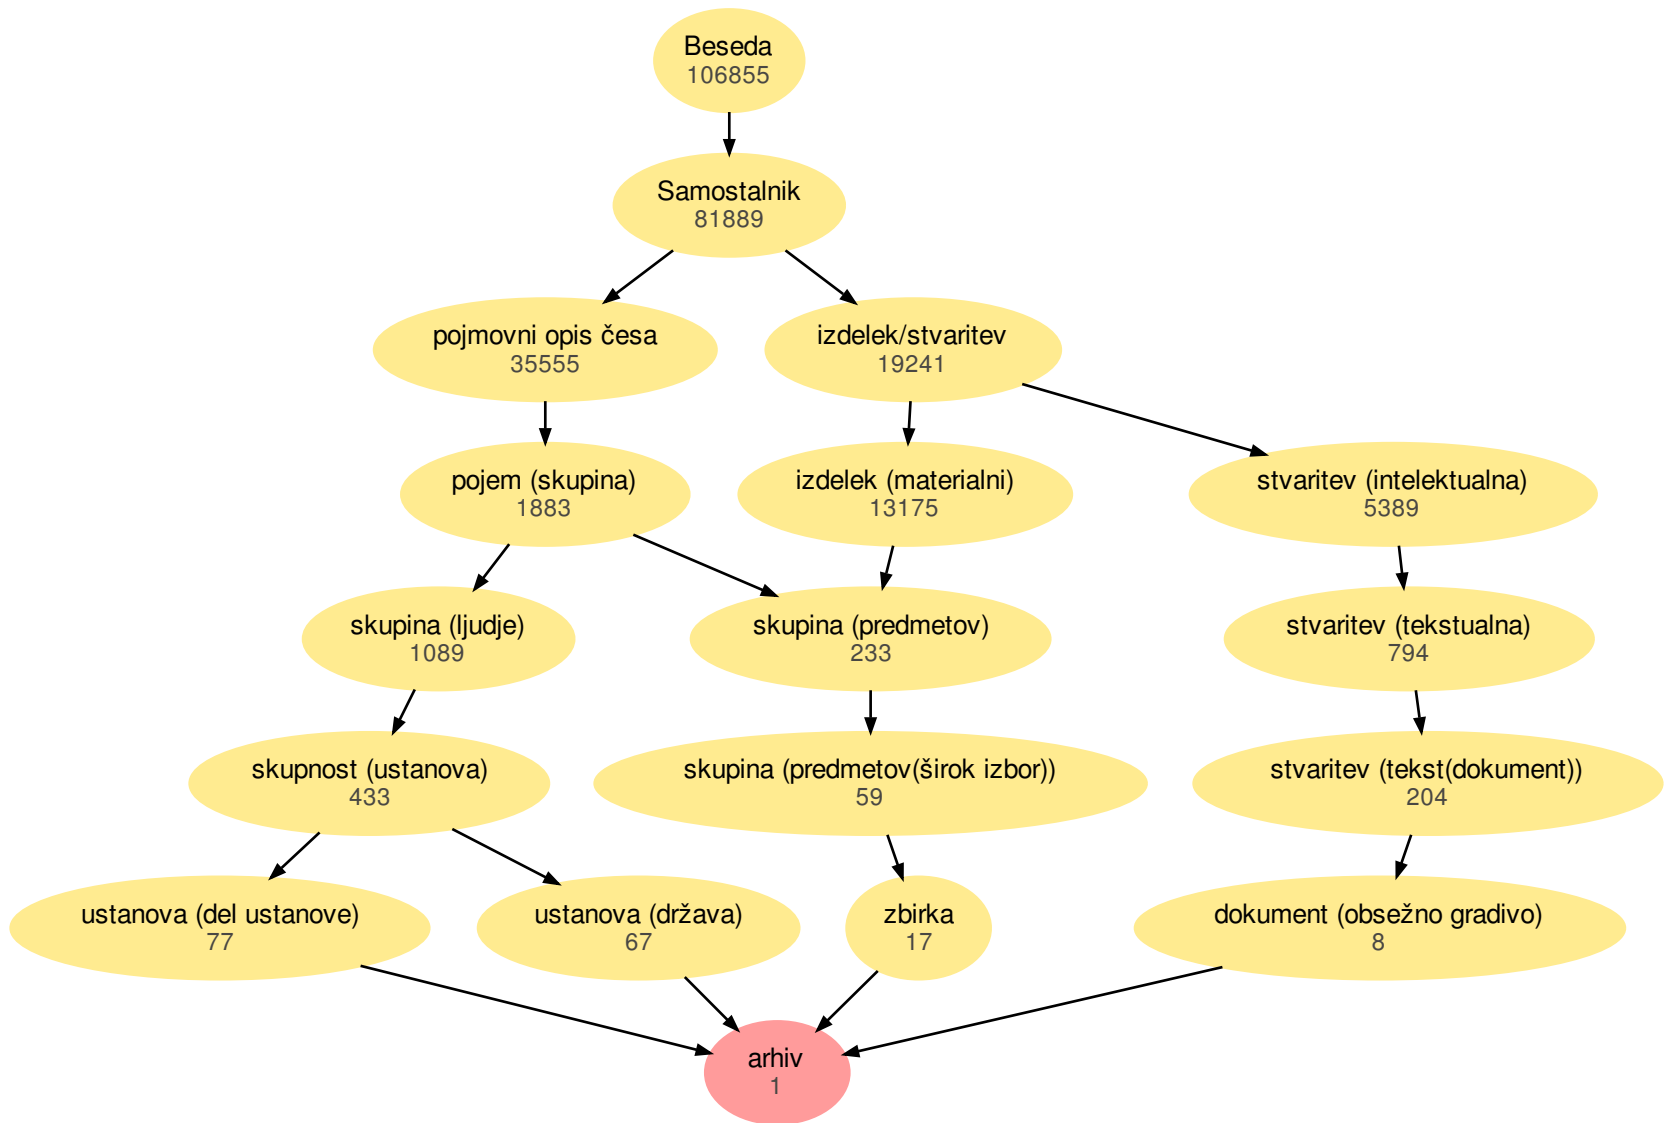 Beseda
106855
Samostalnik
81889
pojmovni opis česa
35555
izdelek/stvaritev
19241
pojem (skupina)
1883
izdelek (materialni)
13175
stvaritev (intelektualna)
5389
skupina (ljudje)
1089
skupina (predmetov)
233
stvaritev (tekstualna)
794
skupnost (ustanova)
433
skupina (predmetov(širok izbor))
59
stvaritev (tekst(dokument))
204
ustanova (del ustanove)
77
ustanova (država)
67
zbirka
17
dokument (obsežno gradivo)
8
arhiv
1